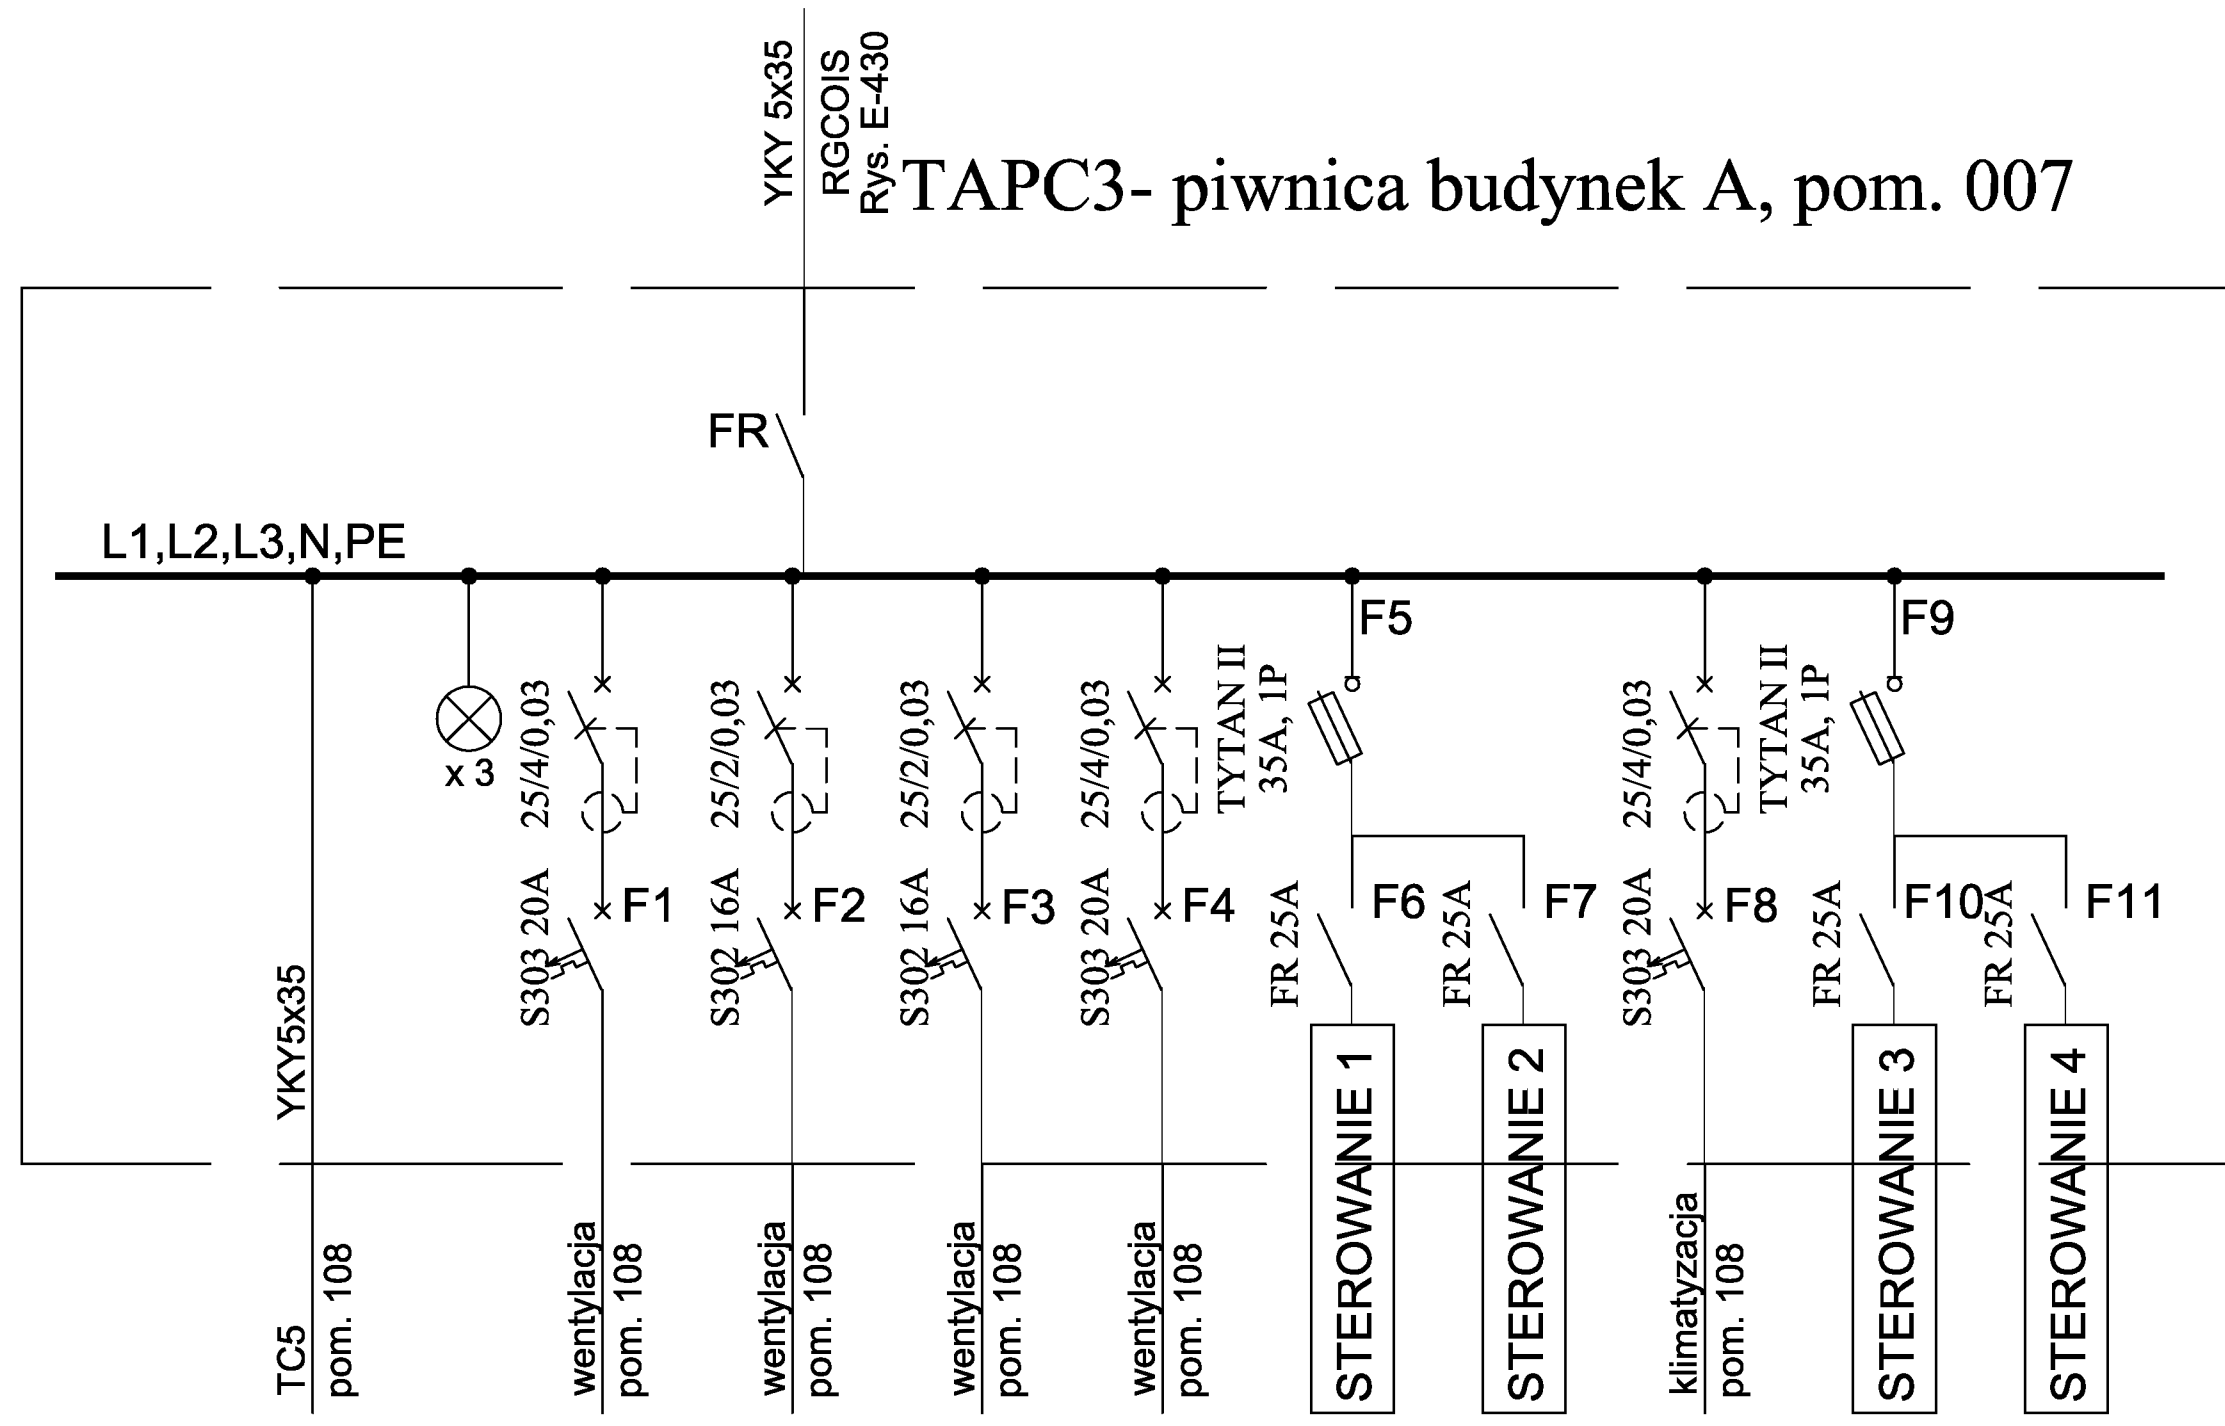 YKY 5x35
RGCOIS
Rys. E-430
TAPC3- piwnica budynek A, pom. 007
FR
L1,L2,L3,N,PE
x 3
F5
F9
25/4/0,03
25/2/0,03
25/2/0,03
25/4/0,03
TYTAN II
35A, 1P
25/4/0,03
TYTAN II
35A, 1P
S303 20A
F1
S302 16A
F2
S302 16A
F3
S303 20A
F4
FR 25A
F6
FR 25A
F7
S303 20A
F8
FR 25A
F10
FR 25A
F11
YKY5x35
TC5
pom. 108
wentylacja
pom. 108
wentylacja
pom. 108
wentylacja
pom. 108
wentylacja
pom. 108
STEROWANIE 1
STEROWANIE 2
klimatyzacja
pom. 108
STEROWANIE 3
STEROWANIE 4